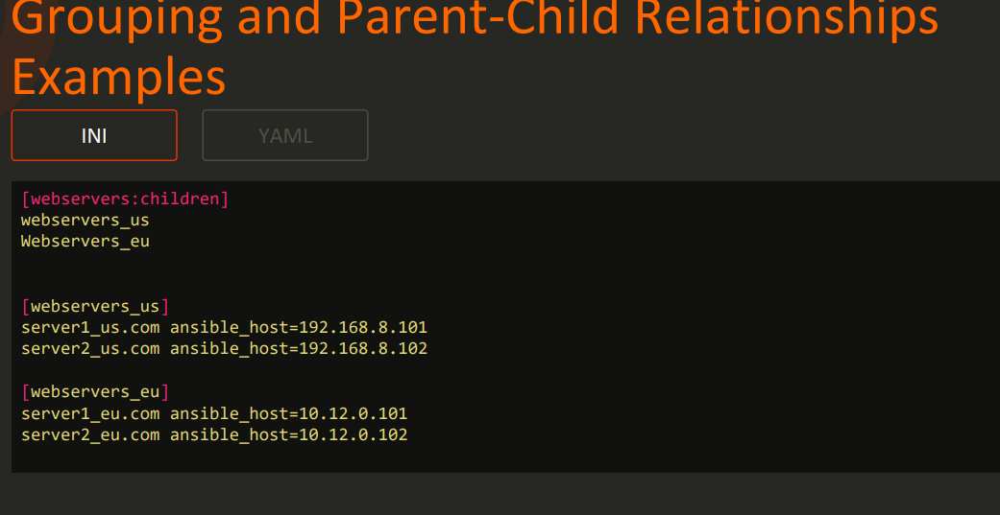 Grouping and Parent-Child Relationships
Examples
INI
YAML
[webservers:children]
webservers_us
Webservers_eu
[webservers_us]
server1_us.com ansible_host=192.168.8.101
server2_us.com ansible_host=192.168.8.102
[webservers_eu]
server1_eu.com ansible_host=10.12.0.101
server2_eu.com ansible_host=10.12.0.102